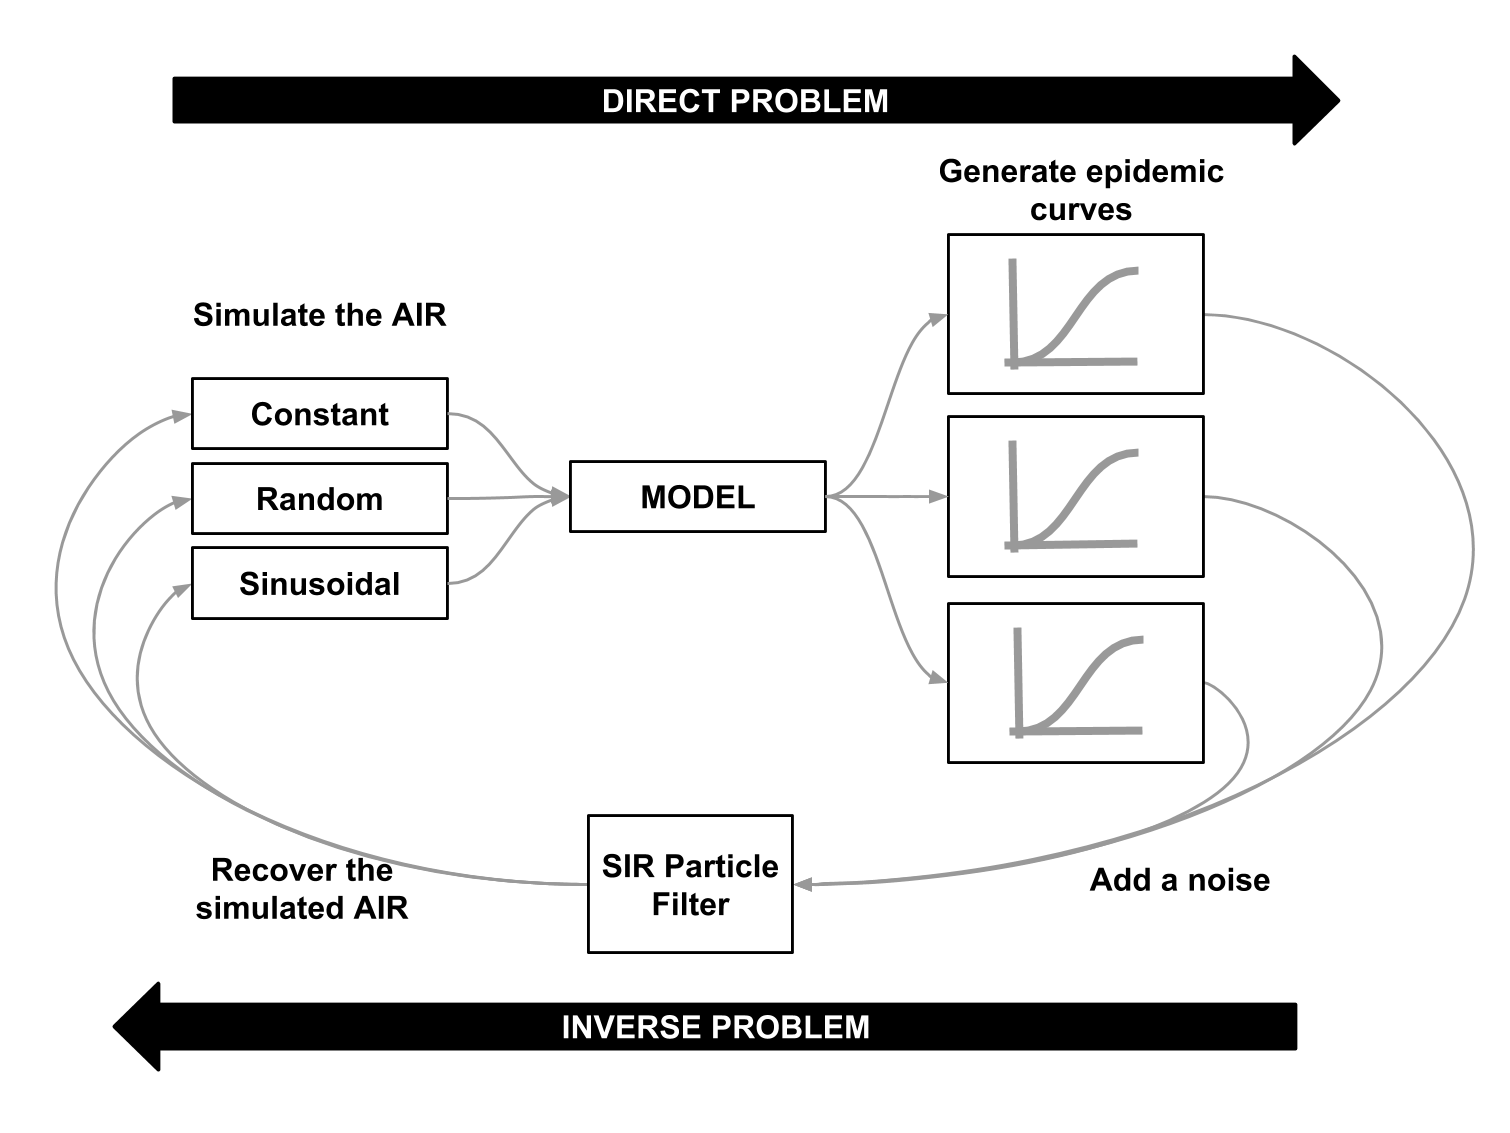 DIRECT PROBLEM
Generate epidemic
curves
Simulate the AIR
Constant
Random
Sinusoidal
MODEL
SIR Particle
Filter
Recover the
simulated AIR
Add a noise
INVERSE PROBLEM